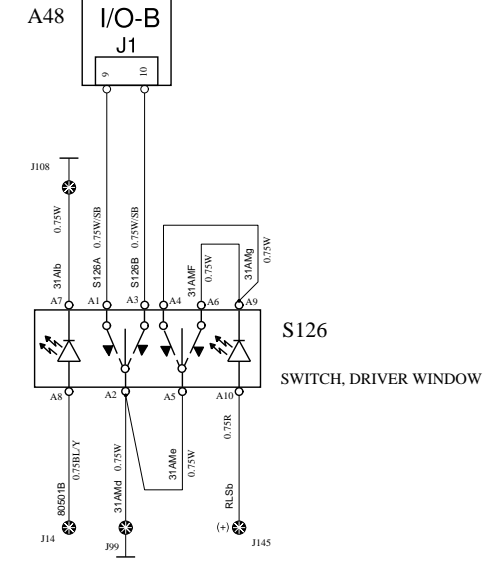 A48
I/O-B
J1
9 10
J108
0.75W
31AIb
S126A 0.75W/SB
S126B 0.75W/SB
31AMF
0.75W
31AMg
0.75W
A7 A1 A3 A4 A6 A9
S126
SWITCH, DRIVER WINDOW
A8 A2 A5 A10
80501B
0.75BL/Y
31AMd 0.75W
31AMe
0.75W
0.75R
RLSb
J14
J99
(+)
J145